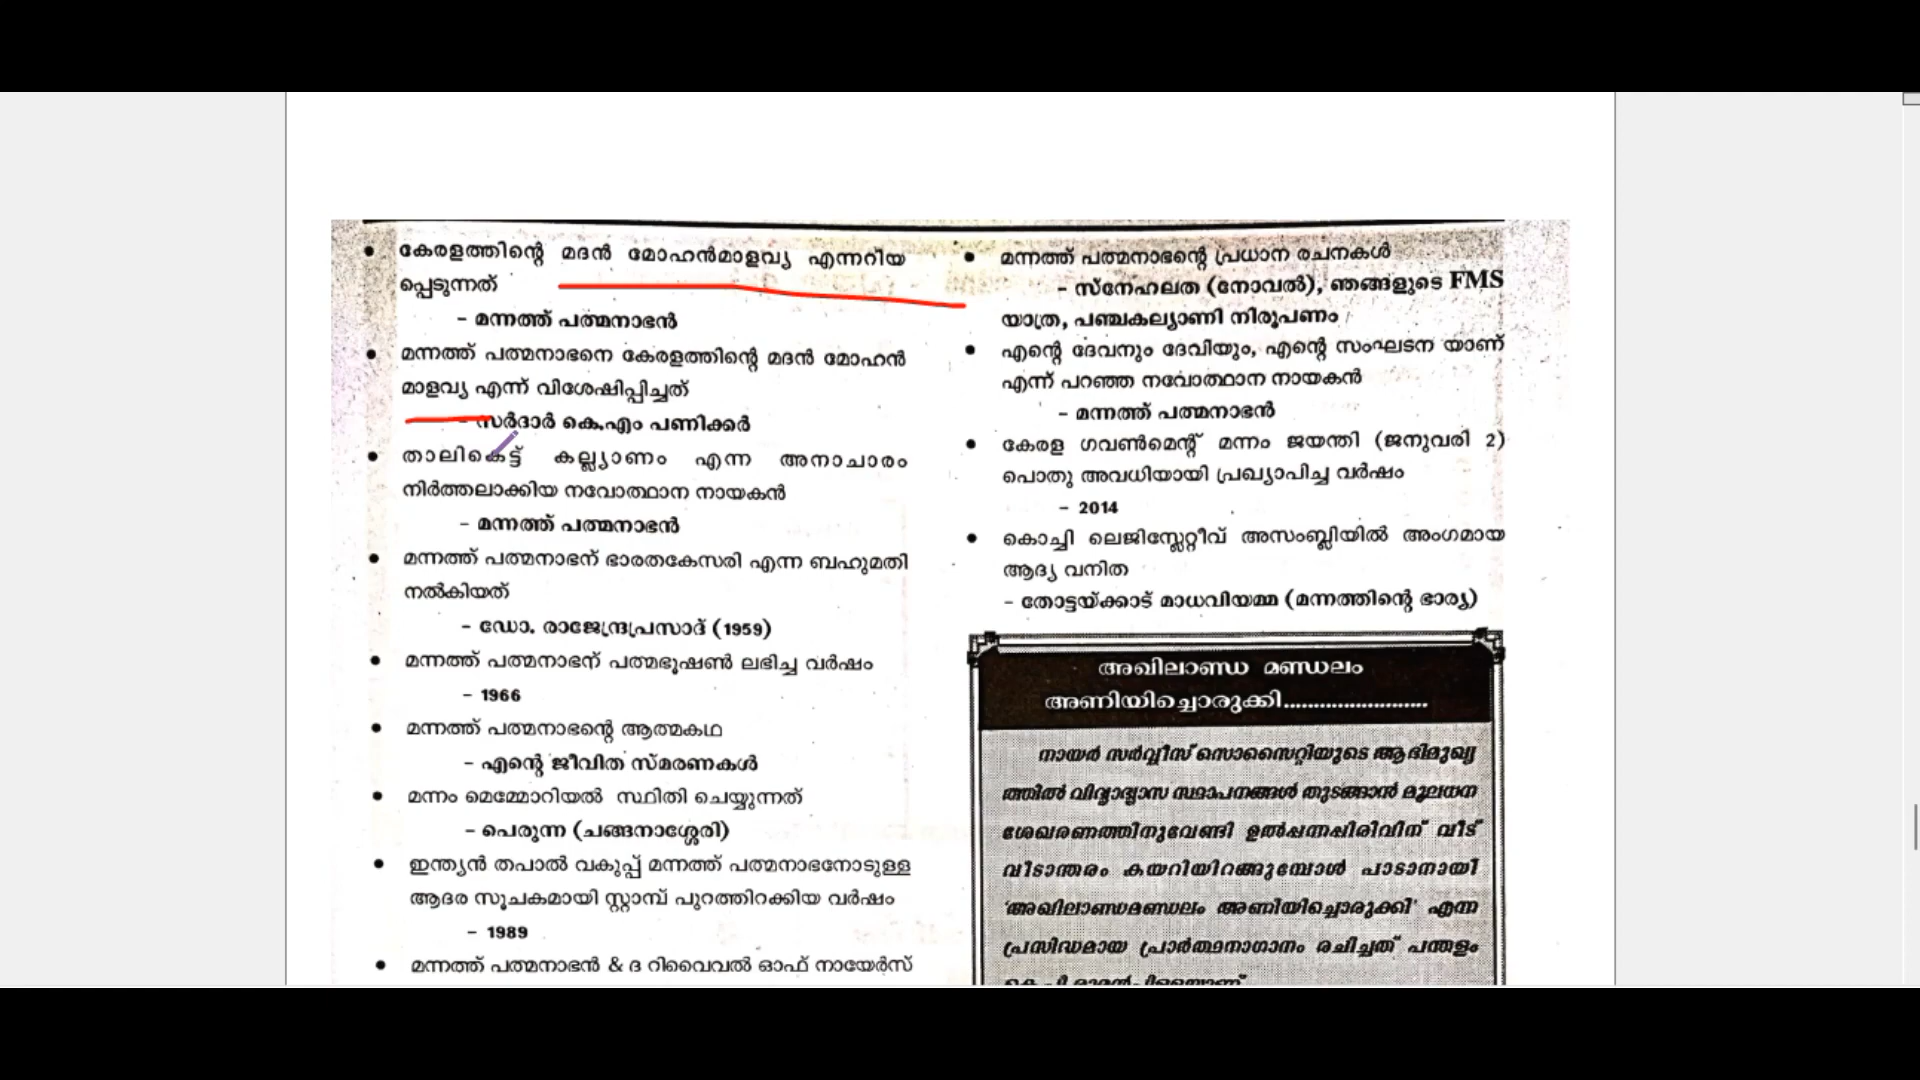 കേരളത്തിന്റെ മദൻ മോഹൻമാളവ്യ എന്നറിയ
പ്പെടുന്നത്
– മന്നത്ത് പത്മനാഭൻ
മന്നത്ത് പത്മനാഭനെ കേരളത്തിന്റെ മദൻ മോഹൻ
മാളവ്യ എന്ന് വിശേഷിപ്പിച്ചത്
– സർദാർ കെ.എം പണിക്കർ
താലികെട്ട് കല്ല്യാണം എന്ന അനാചാരം
നിർത്തലാക്കിയ നവോത്ഥാന നായകൻ
– മന്നത്ത് പത്മനാഭൻ
മന്നത്ത് പത്മനാഭന് ഭാരതകേസരി എന്ന ബഹുമതി
നൽകിയത്
– ഡോ. രാജേന്ദ്രപ്രസാദ് (1959)
മന്നത്ത് പത്മനാഭന് പത്മഭൂഷൺ ലഭിച്ച വർഷം
– 1966
മന്നത്ത് പത്മനാഭന്റെ ആത്മകഥ
– എന്റെ ജീവിത സ്മരണകൾ
മന്നം മെമ്മോറിയൽ സ്ഥിതി ചെയ്യുന്നത്
– പെരുന്ന (ചങ്ങനാശ്ശേരി)
ഇന്ത്യൻ തപാൽ വകുപ്പ് മന്നത്ത് പത്മനാഭനോടുള്ള
ആദര സൂചകമായി സ്റ്റാമ്പ് പുറത്തിറക്കിയ വർഷം
– 1989
മന്നത്ത് പത്മനാഭൻ & ദ റിവൈവൽ ഓഫ് നായേർസ്
മന്നത്ത് പത്മനാഭന്റെ പ്രധാന രചനകൾ
– സ്നേഹലത (നോവൽ), ഞങ്ങളുടെ FMS
യാത്ര, പഞ്ചകല്യാണി നിരൂപണം
എന്റെ ദേവനും ദേവിയും, എന്റെ സംഘടന യാണ്
എന്ന് പറഞ്ഞ നവോത്ഥാന നായകൻ
– മന്നത്ത് പത്മനാഭൻ
കേരള ഗവൺമെന്റ് മന്നം ജയന്തി (ജനുവരി 2)
പൊതു അവധിയായി പ്രഖ്യാപിച്ച വർഷം
– 2014
കൊച്ചി ലെജിസ്ലേറ്റീവ് അസംബ്ലിയിൽ അംഗമായ
ആദ്യ വനിത
– തോട്ടയ്ക്കാട് മാധവിയമ്മ (മന്നത്തിന്റെ ഭാര്യ)
അഖിലാണ്ഡ മണ്ഡലം
അണിയിച്ചൊരുക്കി........................
നായർ സർവ്വീസ് സൊസൈറ്റിയുടെ ആഭിമുഖ്യ
ത്തിൽ വിദ്യാഭ്യാസ സ്ഥാപനങ്ങൾ തുടങ്ങാൻ മൂലധന
ശേഖരണത്തിനുവേണ്ടി ഉൽപ്പന്നപ്പിരിവിന് വീട്
വീടാന്തരം കയറിയിറങ്ങുമ്പോൾ പാടാനായി
'അഖിലാണ്ഡമണ്ഡലം അണിയിച്ചൊരുക്കി' എന്ന
പ്രസിദ്ധമായ പ്രാർത്ഥനാഗാനം രചിച്ചത് പന്തളം